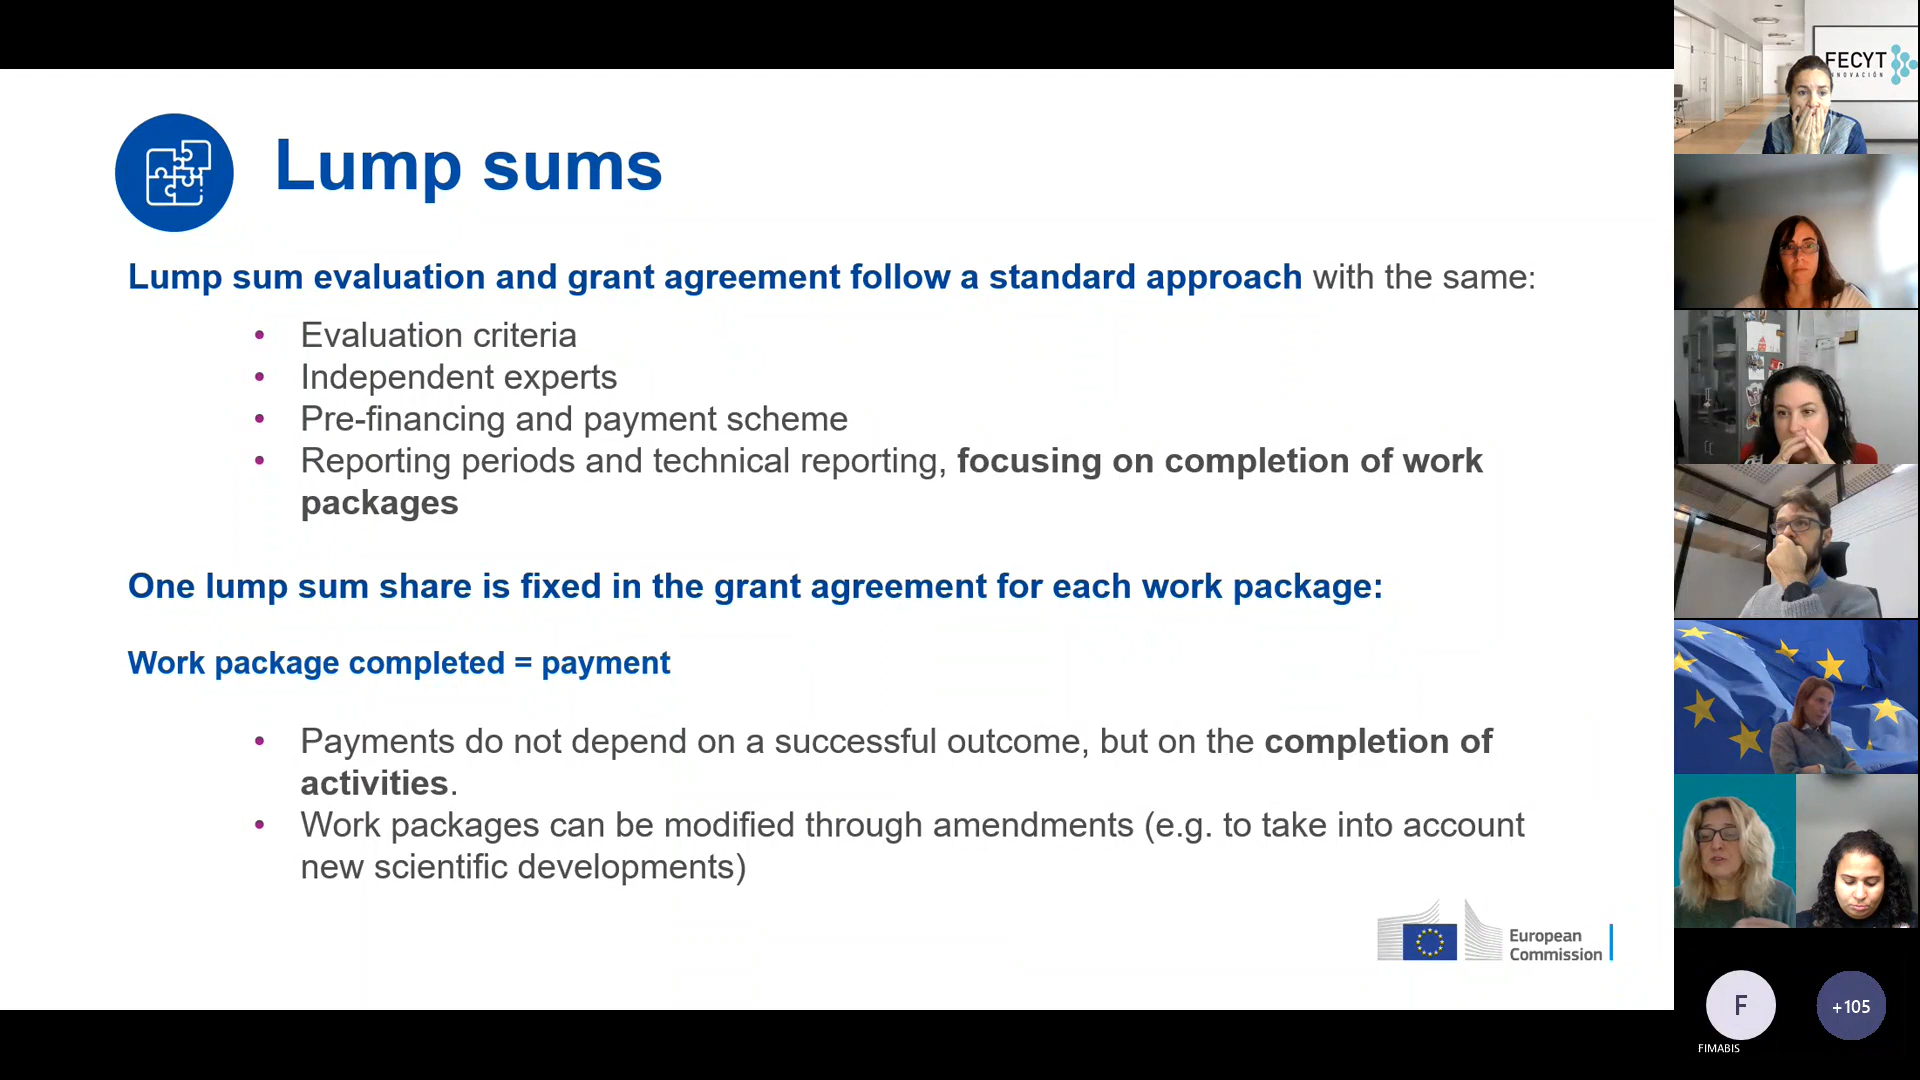 Lump sums
Lump sum evaluation and grant agreement follow a standard approach with the same:
• Evaluation criteria
• Independent experts
• Pre-financing and payment scheme
• Reporting periods and technical reporting, focusing on completion of work
packages
One lump sum share is fixed in the grant agreement for each work package:
Work package completed = payment
• Payments do not depend on a successful outcome, but on the completion of
activities.
• Work packages can be modified through amendments (e.g. to take into account
new scientific developments)
European
Commission
FECYT
INNOVACIÓN
F
+105
FIMABIS